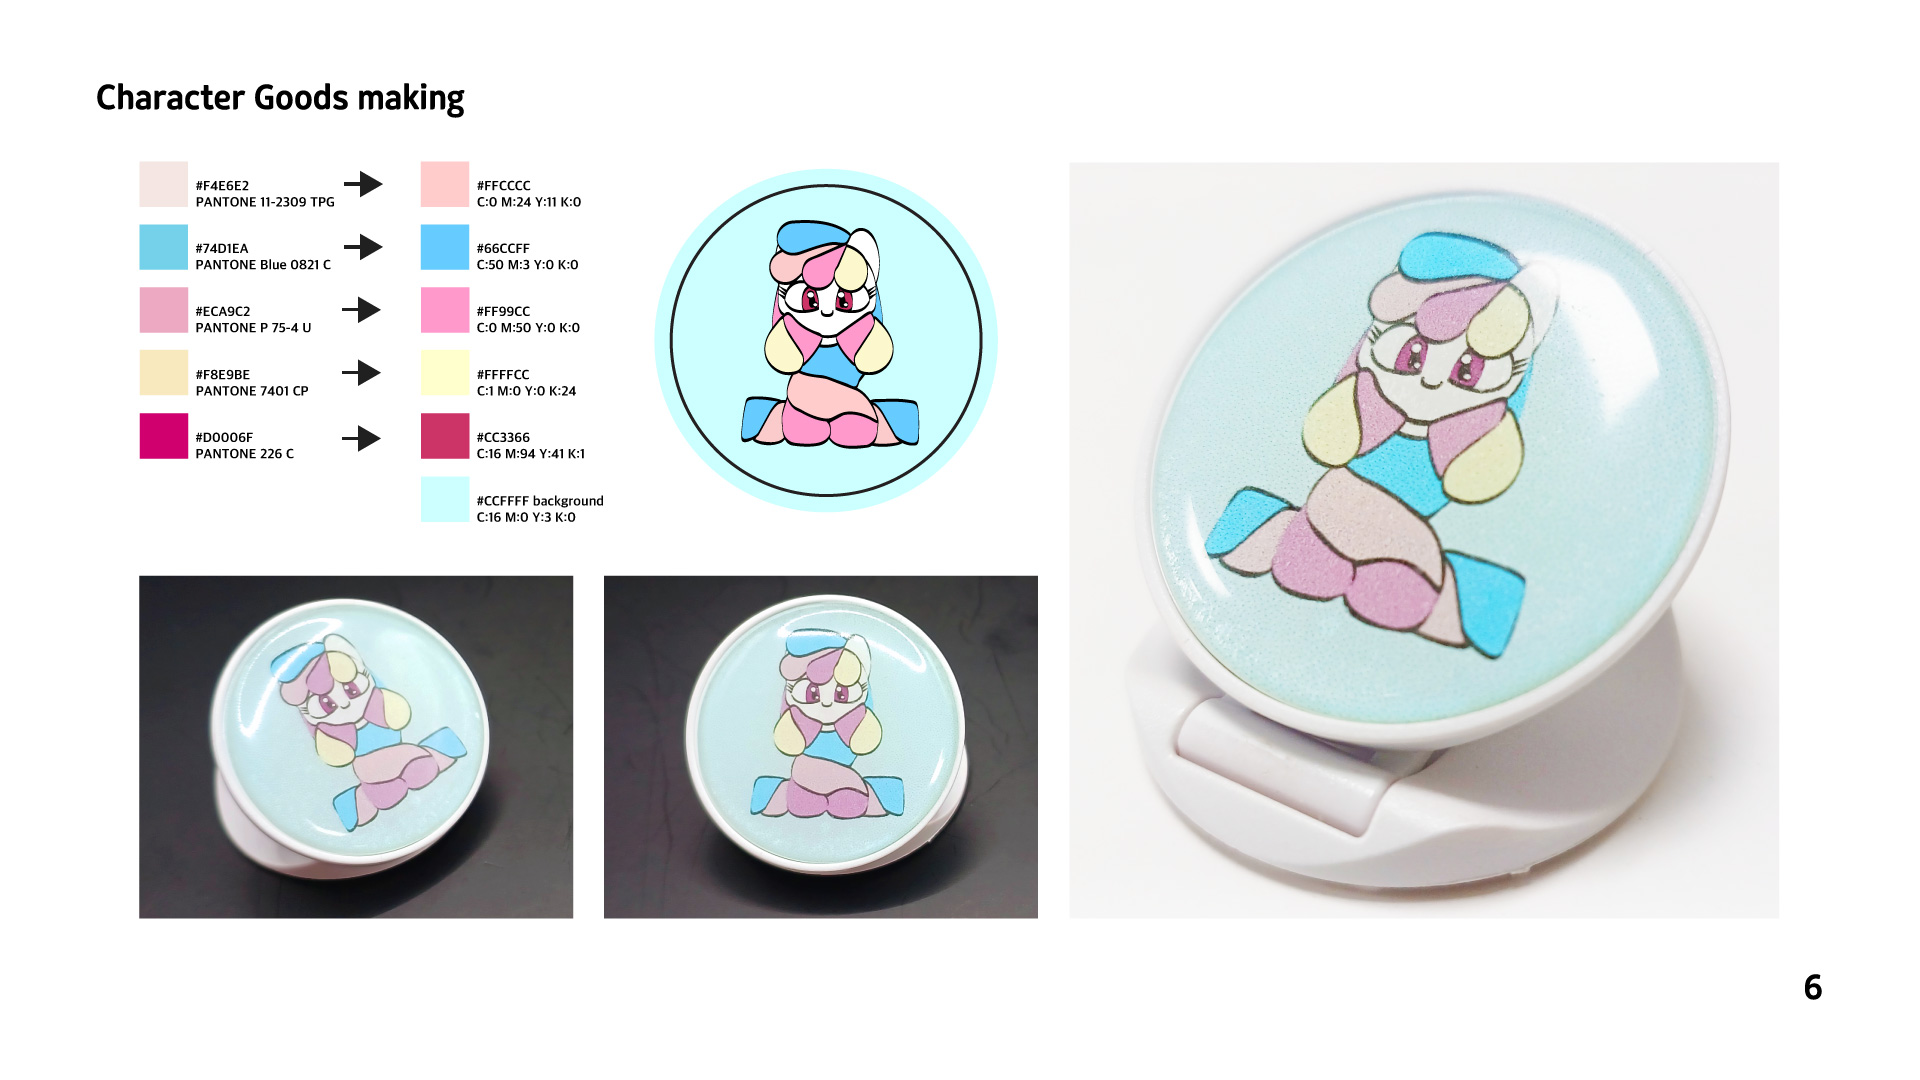 Character Goods making
#F4E6E2
PANTONE 11-2309 TPG
#FFCCCC
C:0 M:24 Y:11 K:0
#74D1EA
PANTONE Blue 0821 C
#66CCFF
C:50 M:3 Y:0 K:0
#ECA9C2
PANTONE P 75-4 U
#FF99CC
C:0 M:50 Y:0 K:0
#F8E9BE
PANTONE 7401 CP
#FFFFCC
C:1 M:0 Y:0 K:24
#D0006F
PANTONE 226 C
#CC3366
C:16 M:94 Y:41 K:1
#CCFFFF background
C:16 M:0 Y:3 K:0
6